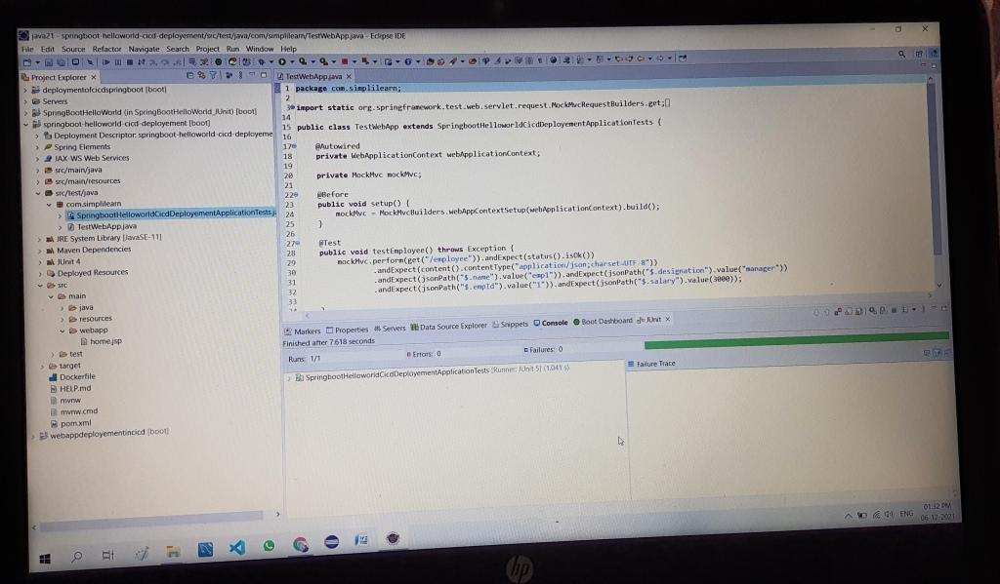 java21 - springboot-helloworld-cicd-deployement/src/test/java/com/simplilearn/TestWebApp.java - Eclipse IDE
File Edit Source Refactor Navigate Search Project Run Window Help
Project Explorer
deploymentofcicdspringboot [boot]
Servers
SpringBootHelloWorld (in SpringBootHelloWorld_JUnit) [boot]
springboot-helloworld-cicd-deployement [boot]
Deployment Descriptor: springboot-helloworld-cicd-deployeme
Spring Elements
JAX-WS Web Services
src/main/java
src/main/resources
src/test/java
com.simplilearn
SpringbootHelloworldCicdDeployementApplicationTests.j
TestWebApp.java
JRE System Library [JavaSE-11]
Maven Dependencies
JUnit 4
Deployed Resources
src
main
java
resources
webapp
home.jsp
test
target
Dockerfile
HELP.md
mvnw
mvnw.cmd
pom.xml
webappdeployementincicd [boot]
TestWebApp.java
1 package com.simplilearn;
2
3 import static org.springframework.test.web.servlet.request.MockMvcRequestBuilders.get;
14
15 public class TestWebApp extends SpringbootHelloworldCicdDeployementApplicationTests {
16
17 @Autowired
18 private WebApplicationContext webApplicationContext;
19
20 private MockMvc mockMvc;
21
22 @Before
23 public void setup() {
24 mockMvc = MockMvcBuilders.webAppContextSetup(webApplicationContext).build();
25 }
26
27 @Test
28 public void testEmployee() throws Exception {
29 mockMvc.perform(get("/employee")).andExpect(status().isOk())
30 .andExpect(content().contentType("application/json;charset=UTF-8"))
31 .andExpect(jsonPath("$.name").value("emp1")).andExpect(jsonPath("$.designation").value("manager"))
32 .andExpect(jsonPath("$.empId").value("1")).andExpect(jsonPath("$.salary").value(3000));
33
}
Markers Properties Servers Data Source Explorer Snippets Console Boot Dashboard JUnit
Finished after 7.618 seconds
Runs: 1/1 Errors: 0 Failures: 0
SpringbootHelloworldCicdDeployementApplicationTests [Runner: JUnit 5] (1.041 s)
Failure Trace
ENG
01:32 PM
06-12-2021
hp